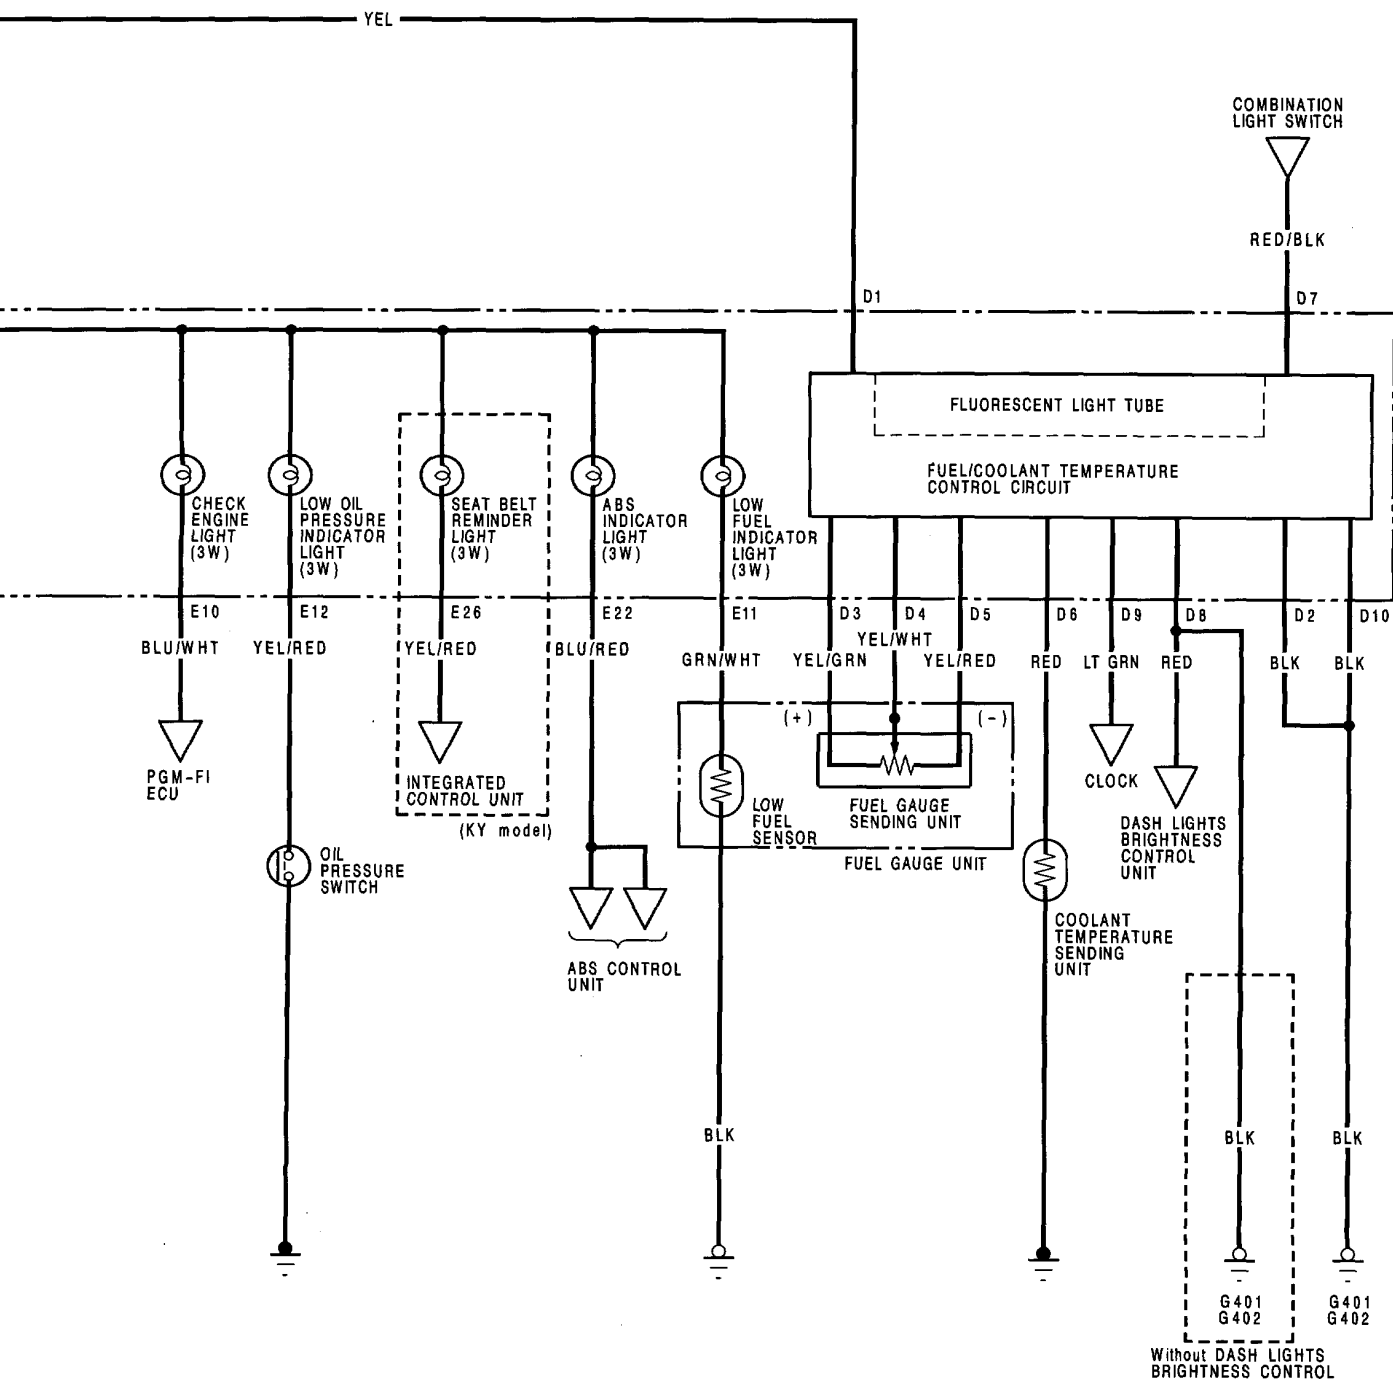 YEL
COMBINATION
LIGHT SWITCH
RED/BLK
D1
D7
FLUORESCENT LIGHT TUBE
FUEL/COOLANT TEMPERATURE
CONTROL CIRCUIT
CHECK
ENGINE
LIGHT
(3W)
LOW OIL
PRESSURE
INDICATOR
LIGHT
(3W)
SEAT BELT
REMINDER
LIGHT
(3W)
ABS
INDICATOR
LIGHT
(3W)
LOW
FUEL
INDICATOR
LIGHT
(3W)
E10
E12
E26
E22
E11
D3
D4
D5
D6
D9
D8
D2
D10
BLU/WHT
YEL/RED
YEL/RED
BLU/RED
GRN/WHT
YEL/GRN
YEL/WHT
YEL/RED
RED
LT GRN
RED
BLK
BLK
(+)
(-)
PGM-FI
ECU
INTEGRATED
CONTROL UNIT
(KY model)
LOW
FUEL
SENSOR
FUEL GAUGE
SENDING UNIT
FUEL GAUGE UNIT
CLOCK
DASH LIGHTS
BRIGHTNESS
CONTROL
UNIT
OIL
PRESSURE
SWITCH
ABS CONTROL
UNIT
COOLANT
TEMPERATURE
SENDING
UNIT
BLK
BLK
BLK
G401
G402
G401
G402
Without DASH LIGHTS
BRIGHTNESS CONTROL